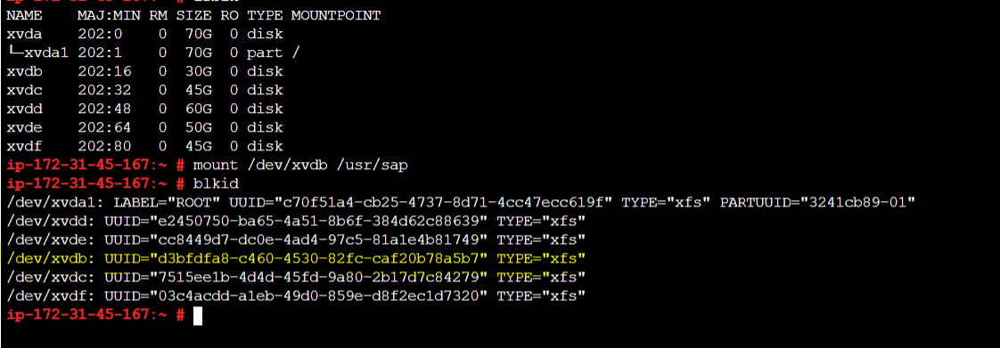 NAME    MAJ:MIN RM SIZE RO TYPE MOUNTPOINT
xvda    202:0    0  70G  0 disk
└─xvda1 202:1    0  70G  0 part /
xvdb    202:16   0  30G  0 disk
xvdc    202:32   0  45G  0 disk
xvdd    202:48   0  60G  0 disk
xvde    202:64   0  50G  0 disk
xvdf    202:80   0  45G  0 disk
ip-172-31-45-167:~ # mount /dev/xvdb /usr/sap
ip-172-31-45-167:~ # blkid
/dev/xvda1: LABEL="ROOT" UUID="c70f51a4-cb25-4737-8d71-4cc47ecc619f" TYPE="xfs" PARTUUID="3241cb89-01"
/dev/xvdd: UUID="e2450750-ba65-4a51-8b6f-384d62c88639" TYPE="xfs"
/dev/xvde: UUID="cc8449d7-dc0e-4ad4-97c5-81a1e4b81749" TYPE="xfs"
/dev/xvdb: UUID="d3bfdfa8-c460-4530-82fc-caf20b78a5b7" TYPE="xfs"
/dev/xvdc: UUID="7515ee1b-4d4d-45fd-9a80-2b17d7c84279" TYPE="xfs"
/dev/xvdf: UUID="03c4acdd-a1eb-49d0-859e-d8f2ec1d7320" TYPE="xfs"
ip-172-31-45-167:~ #